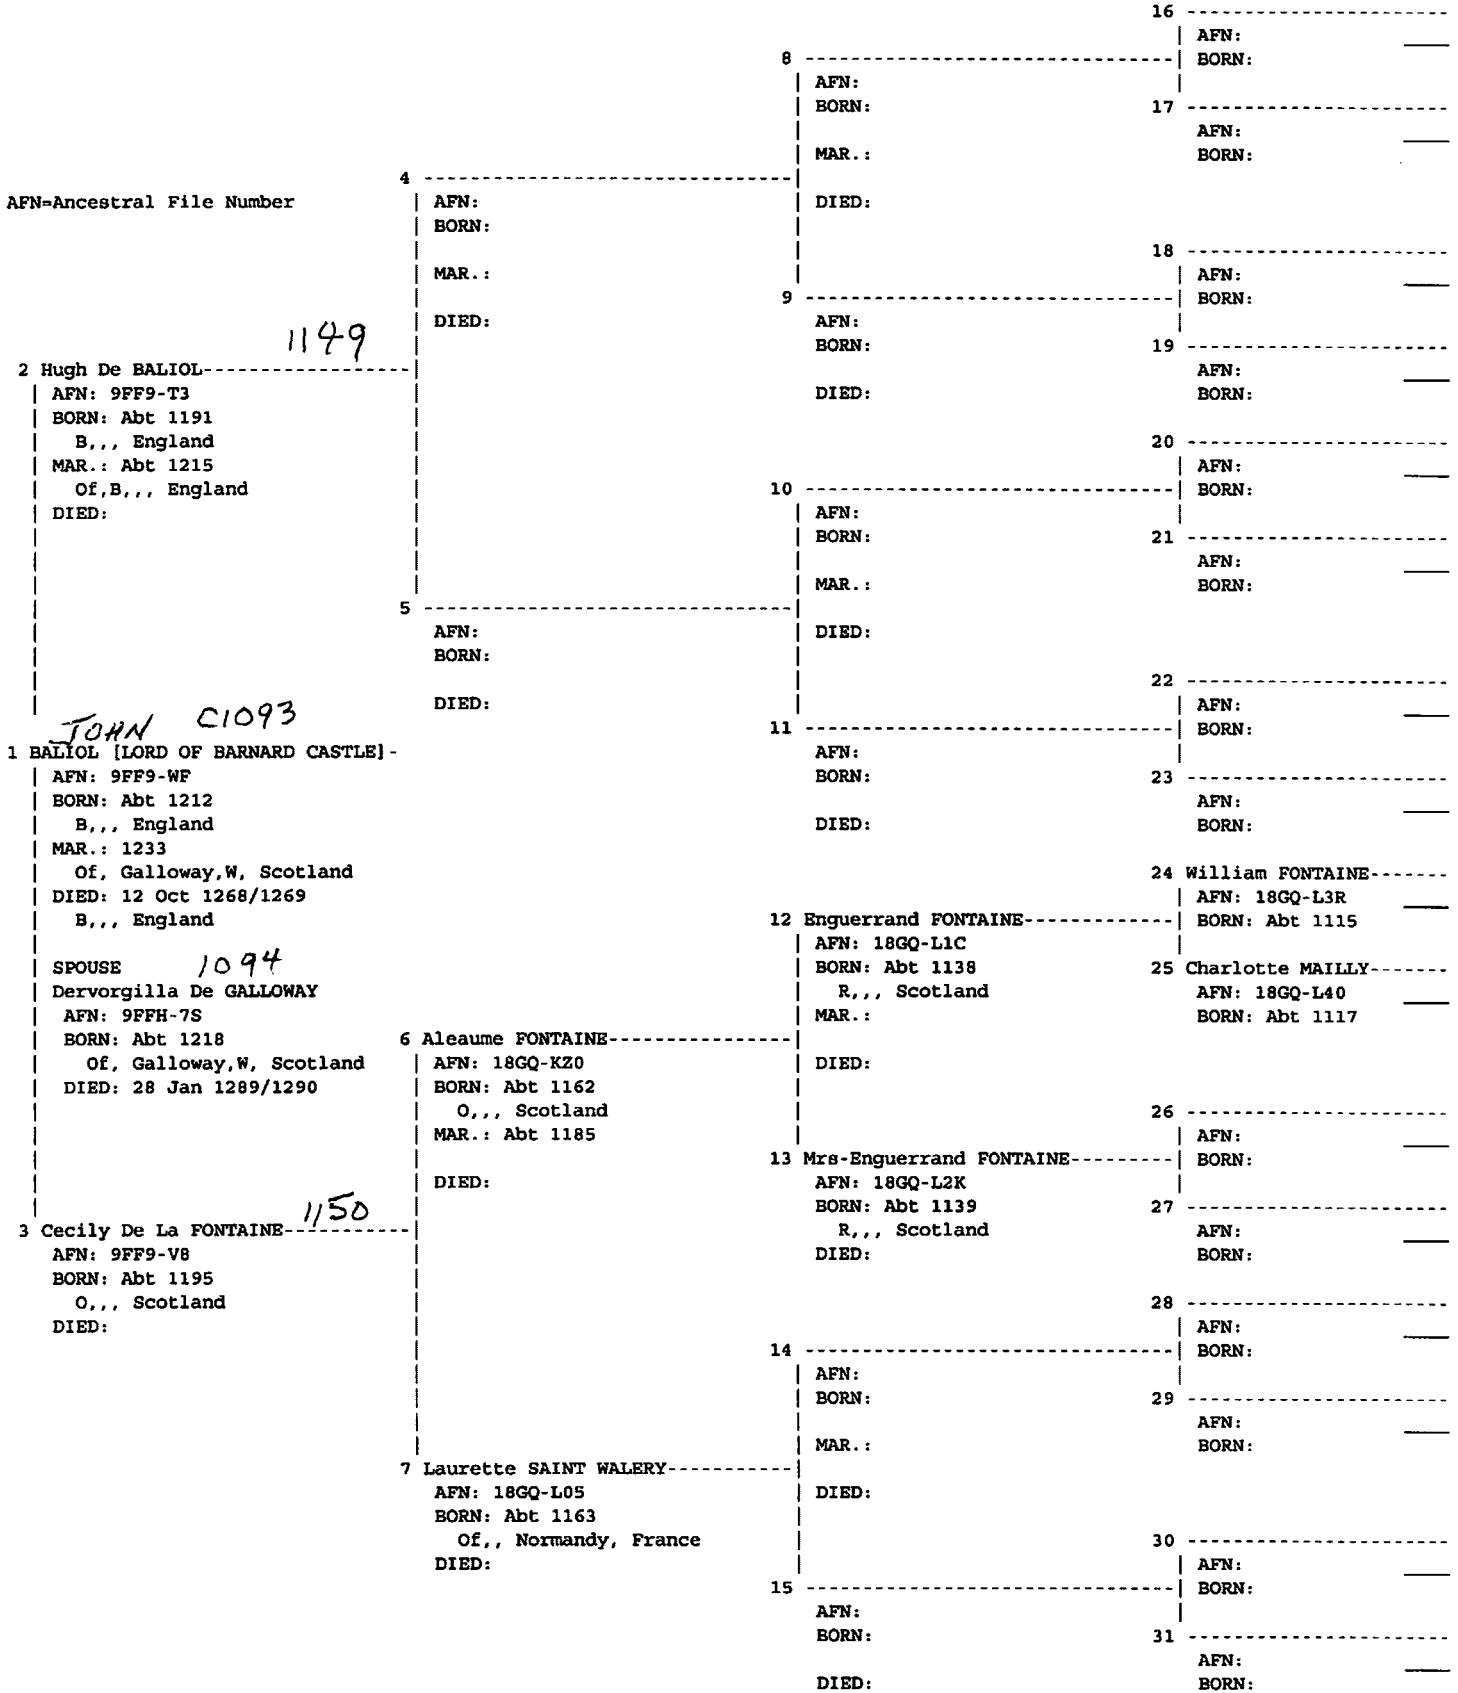 AFN=Ancestral File Number
1149
2 Hugh De BALIOL
AFN: 9FF9-T3
BORN: Abt 1191
B,,, England
MAR.: Abt 1215
Of,B,,, England
DIED:
JOHN C1093
1 BALIOL [LORD OF BARNARD CASTLE]-
AFN: 9FF9-WF
BORN: Abt 1212
B,,, England
MAR.: 1233
Of, Galloway,W, Scotland
DIED: 12 Oct 1268/1269
B,,, England
SPOUSE 1094
Dervorgilla De GALLOWAY
AFN: 9FFH-7S
BORN: Abt 1218
Of, Galloway,W, Scotland
DIED: 28 Jan 1289/1290
1150
3 Cecily De La FONTAINE
AFN: 9FF9-V8
BORN: Abt 1195
O,,, Scotland
DIED:
4
AFN:
BORN:
MAR.:
DIED:
5
AFN:
BORN:
DIED:
6 Aleaume FONTAINE
AFN: 18GQ-KZ0
BORN: Abt 1162
O,,, Scotland
MAR.: Abt 1185
DIED:
7 Laurette SAINT WALERY
AFN: 18GQ-L05
BORN: Abt 1163
Of,, Normandy, France
DIED:
8
AFN:
BORN:
MAR.:
DIED:
9
AFN:
BORN:
DIED:
10
AFN:
BORN:
MAR.:
DIED:
11
AFN:
BORN:
DIED:
12 Enguerrand FONTAINE
AFN: 18GQ-L1C
BORN: Abt 1138
R,,, Scotland
MAR.:
DIED:
13 Mrs-Enguerrand FONTAINE
AFN: 18GQ-L2K
BORN: Abt 1139
R,,, Scotland
DIED:
14
AFN:
BORN:
MAR.:
DIED:
15
AFN:
BORN:
DIED:
16
AFN:
BORN:
17
AFN:
BORN:
18
AFN:
BORN:
19
AFN:
BORN:
20
AFN:
BORN:
21
AFN:
BORN:
22
AFN:
BORN:
23
AFN:
BORN:
24 William FONTAINE
AFN: 18GQ-L3R
BORN: Abt 1115
25 Charlotte MAILLY
AFN: 18GQ-L40
BORN: Abt 1117
26
AFN:
BORN:
27
AFN:
BORN:
28
AFN:
BORN:
29
AFN:
BORN:
30
AFN:
BORN:
31
AFN:
BORN: